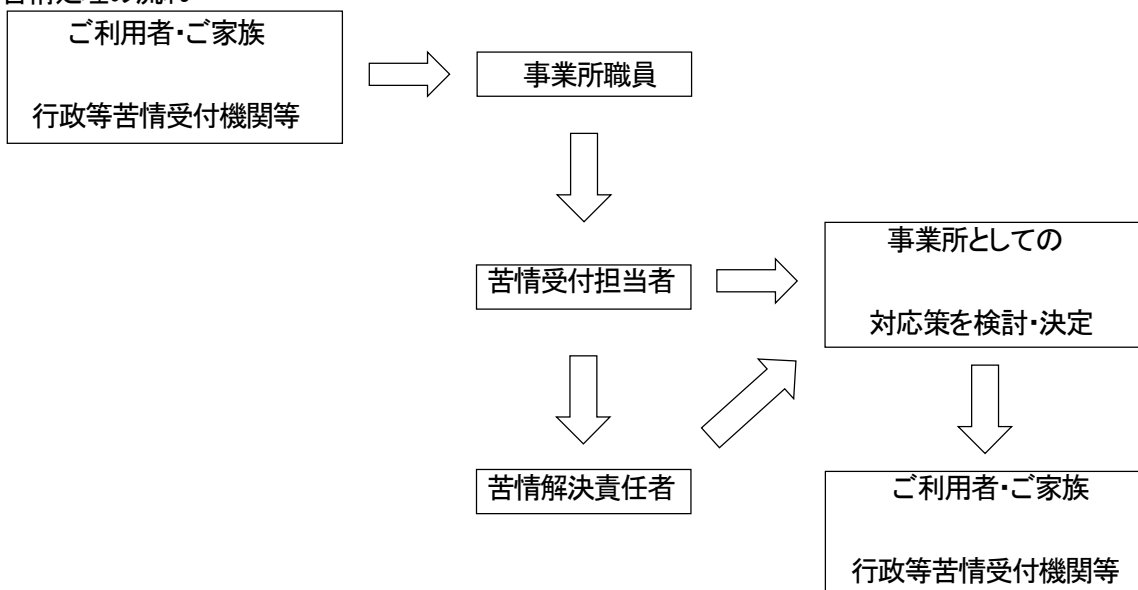 ご利用者・ご家族
行政等苦情受付機関等
事業所職員
苦情受付担当者
事業所としての
対応策を検討・決定
苦情解決責任者
ご利用者・ご家族
行政等苦情受付機関等